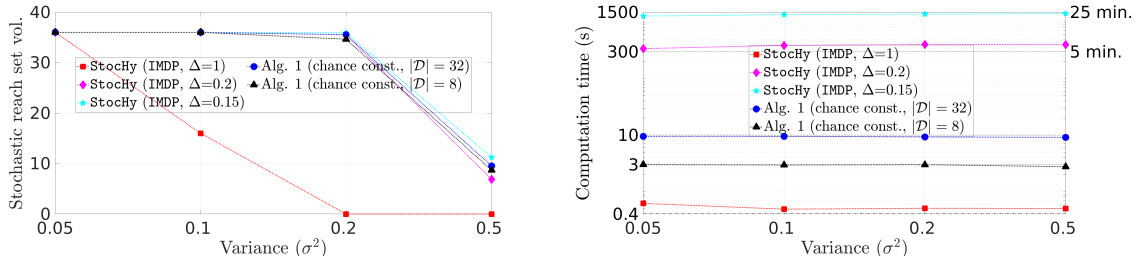 Stochastic reach set vol.
40
30
20
10
0
StocHy (IMDP, Δ=1)
StocHy (IMDP, Δ=0.2)
StocHy (IMDP, Δ=0.15)
Alg. 1 (chance const., |𝒟| = 32)
Alg. 1 (chance const., |𝒟| = 8)
0.05 0.1 0.2 0.5
Variance (σ²)
Computation time (s)
1500
300
10
3
0.4
25 min.
5 min.
StocHy (IMDP, Δ=1)
StocHy (IMDP, Δ=0.2)
StocHy (IMDP, Δ=0.15)
Alg. 1 (chance const., |𝒟| = 32)
Alg. 1 (chance const., |𝒟| = 8)
0.05 0.1 0.2 0.5
Variance (σ²)